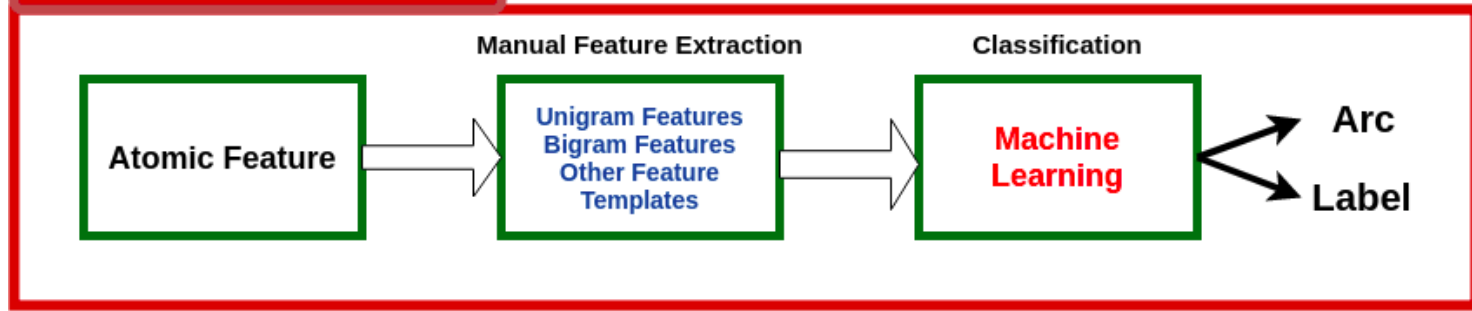 Manual Feature Extraction
Classification
Atomic Feature
Unigram Features
Bigram Features
Other Feature
Templates
Machine
Learning
Arc
Label